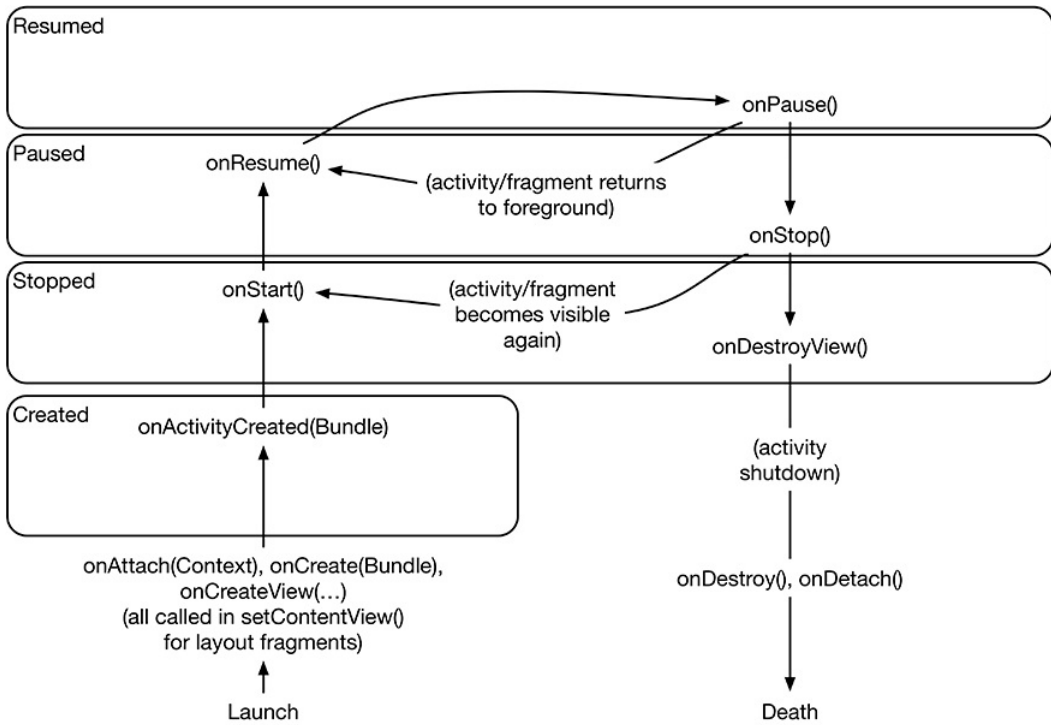 Resumed
onPause()
Paused
onResume()
(activity/fragment returns
to foreground)
onStop()
Stopped
onStart()
(activity/fragment
becomes visible
again)
onDestroyView()
Created
onActivityCreated(Bundle)
(activity
shutdown)
onAttach(Context), onCreate(Bundle),
onCreateView(…)
(all called in setContentView()
for layout fragments)
onDestroy(), onDetach()
Launch
Death